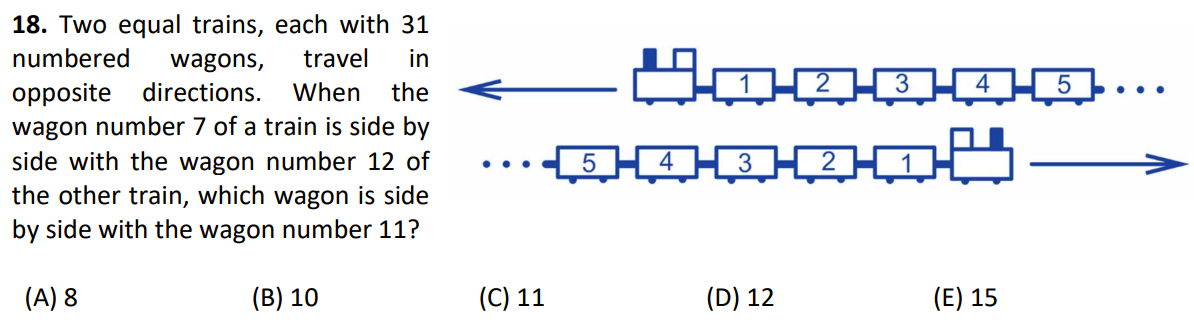 18. Two equal trains, each with 31
numbered wagons, travel in
opposite directions. When the
wagon number 7 of a train is side by
side with the wagon number 12 of
the other train, which wagon is side
by side with the wagon number 11?
1 2 3 4 5
5 4 3 2 1
(A) 8 (B) 10 (C) 11 (D) 12 (E) 15